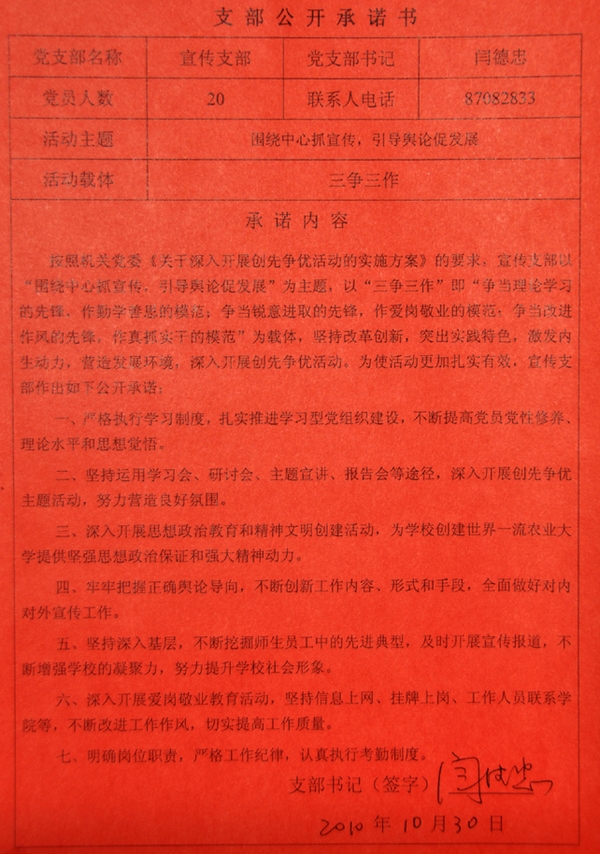 支部公开承诺书
党支部名称 宣传支部 党支部书记 闫德忠
党员人数 20 联系人电话 87082833
活动主题 围绕中心抓宣传，引导舆论促发展
活动载体 三争三作
承诺内容
按照机关党委《关于深入开展创先争优活动的实施方案》的要求，宣传支部以
“围绕中心抓宣传、引导舆论促发展”为主题，以“三争三作”即“争当理论学习
的先锋、作勤学善思的模范；争当锐意进取的先锋，作爱岗敬业的模范；争当改进
作风的先锋，作真抓实干的模范”为载体，坚持改革创新，突出实践特色，激发内
生动力，营造发展环境，深入开展创先争优活动。为使活动更加扎实有效，宣传支
部作出如下公开承诺：
一、严格执行学习制度，扎实推进学习型党组织建设，不断提高党员党性修养、
理论水平和思想觉悟。
二、坚持运用学习会、研讨会、主题宣讲、报告会等途径，深入开展创先争优
主题活动，努力营造良好氛围。
三、深入开展思想政治教育和精神文明创建活动，为学校创建世界一流农业大
学提供坚强思想政治保证和强大精神动力。
四、牢牢把握正确舆论导向，不断创新工作内容、形式和手段，全面做好对内
对外宣传工作。
五、坚持深入基层，不断挖掘师生员工中的先进典型，及时开展宣传报道，不
断增强学校的凝聚力，努力提升学校社会形象。
六、深入开展爱岗敬业教育活动，坚持信息上网、挂牌上岗、工作人员联系学
院等，不断改进工作作风，切实提高工作质量。
七、明确岗位职责，严格工作纪律，认真执行考勤制度。
支部书记（签字）闫德忠
2010年10月30日